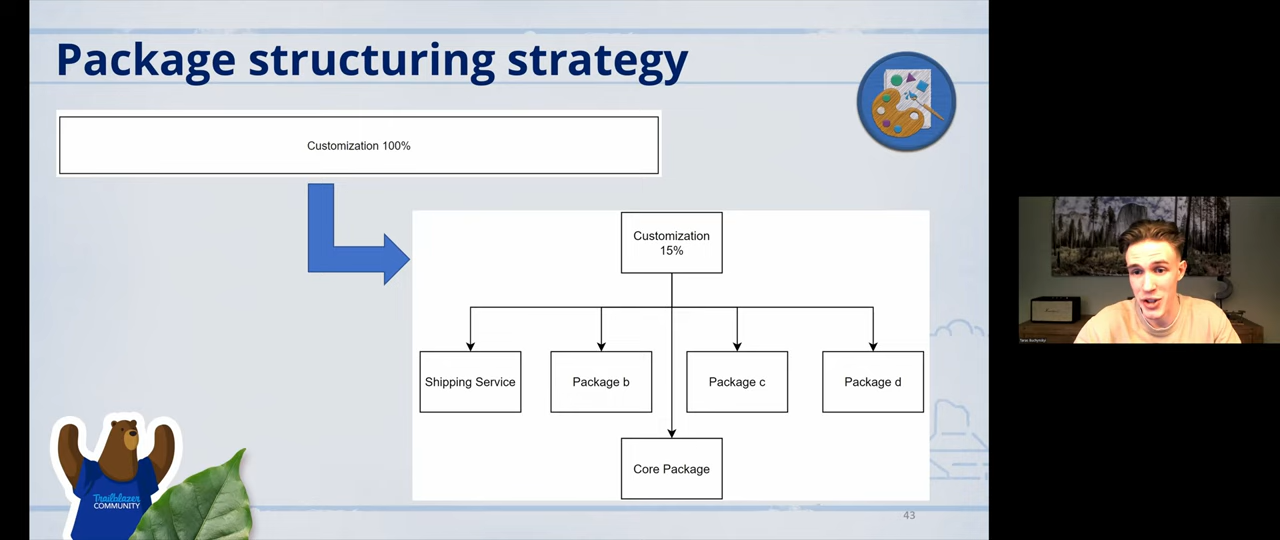 Package structuring strategy
Customization 100%
Customization
15%
Shipping Service
Package b
Package c
Package d
Core Package
Trailblazer
COMMUNITY
43